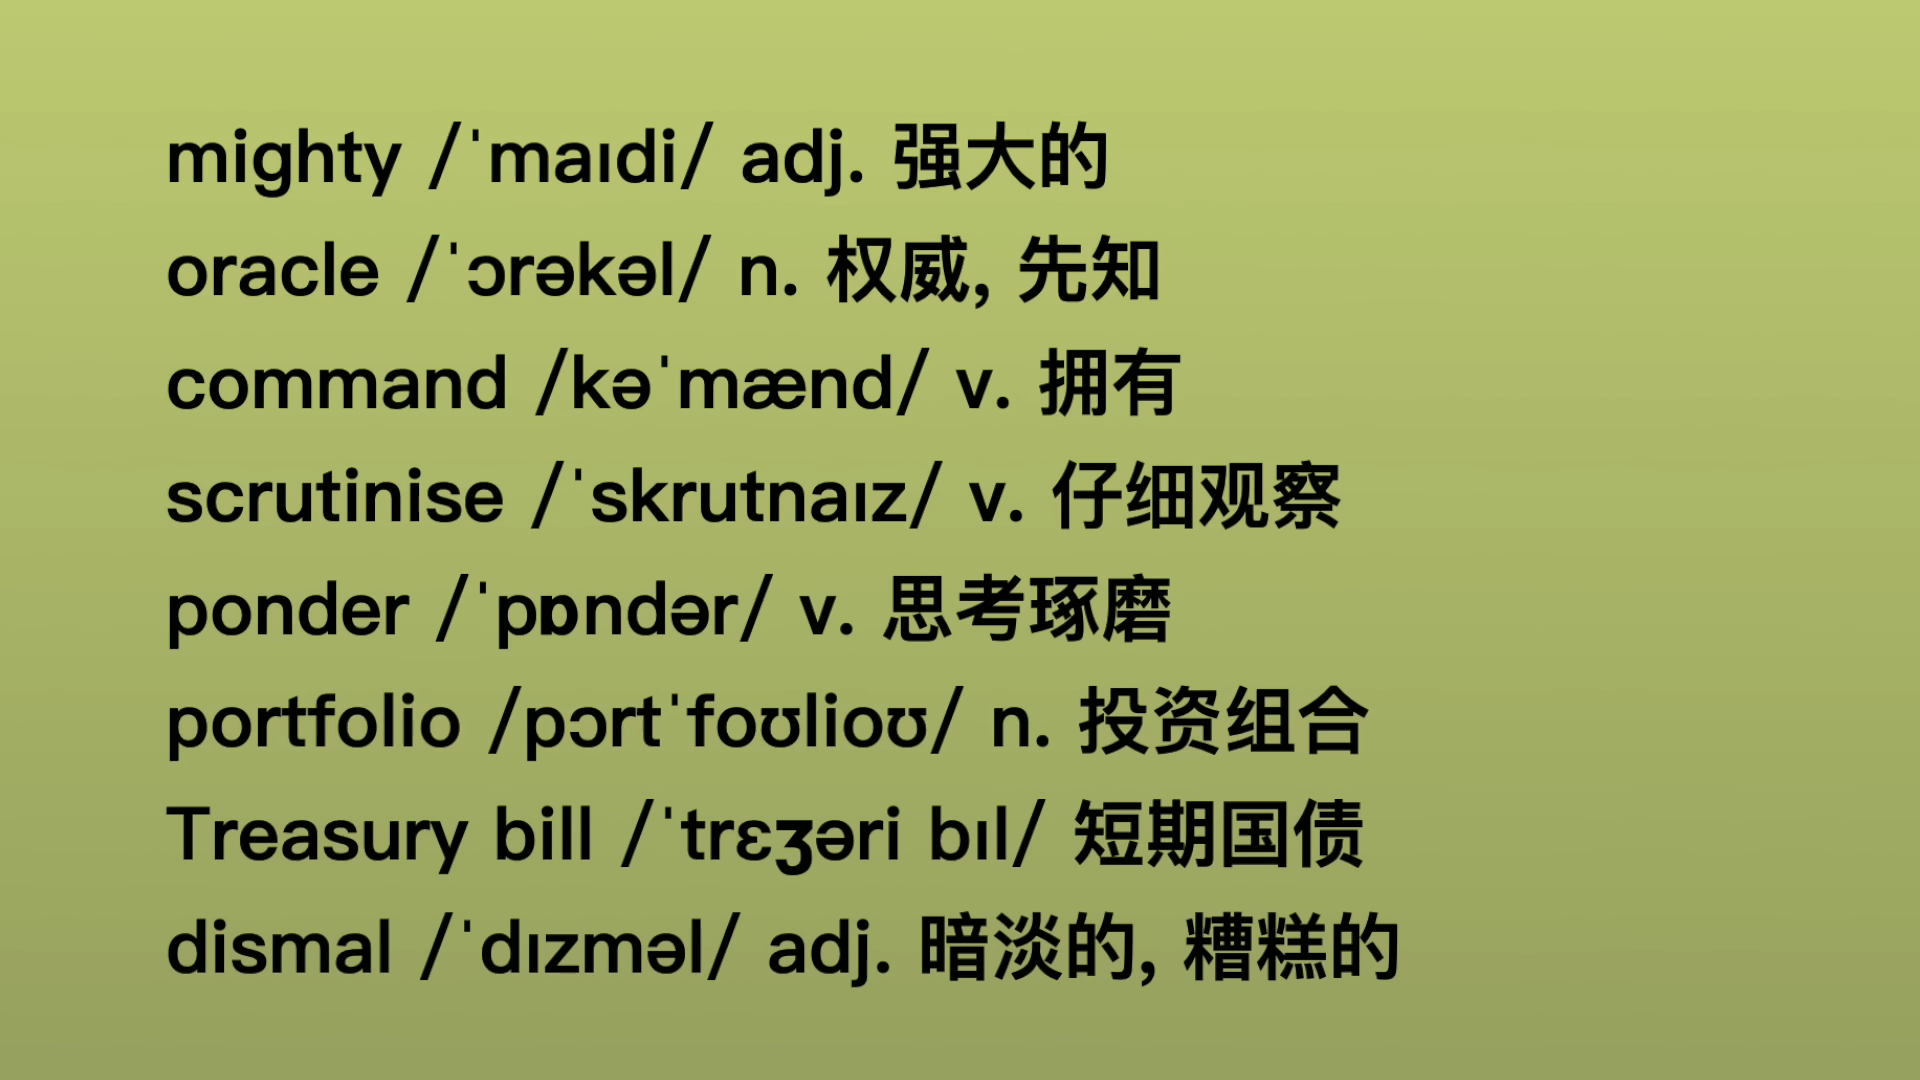 mighty /ˈmaɪdi/ adj. 强大的
oracle /ˈɔrəkəl/ n. 权威, 先知
command /kəˈmænd/ v. 拥有
scrutinise /ˈskrutnaɪz/ v. 仔细观察
ponder /ˈpɒndər/ v. 思考琢磨
portfolio /pɔrtˈfoʊlioʊ/ n. 投资组合
Treasury bill /ˈtrɛʒəri bɪl/ 短期国债
dismal /ˈdɪzməl/ adj. 暗淡的, 糟糕的